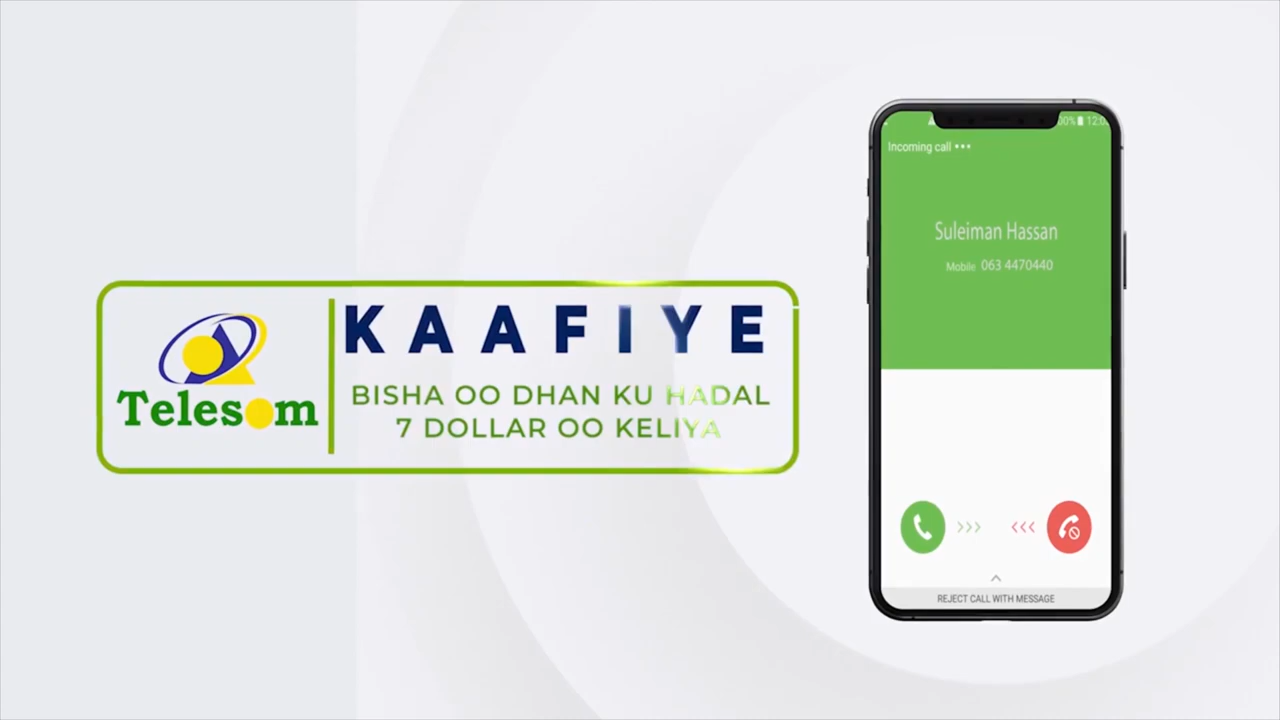 Telesom
KAAFIYE
BISHA OO DHAN KU HADAL
7 DOLLAR OO KELIYA
Incoming call •••
Suleiman Hassan
Mobile 063 4470440
REJECT CALL WITH MESSAGE